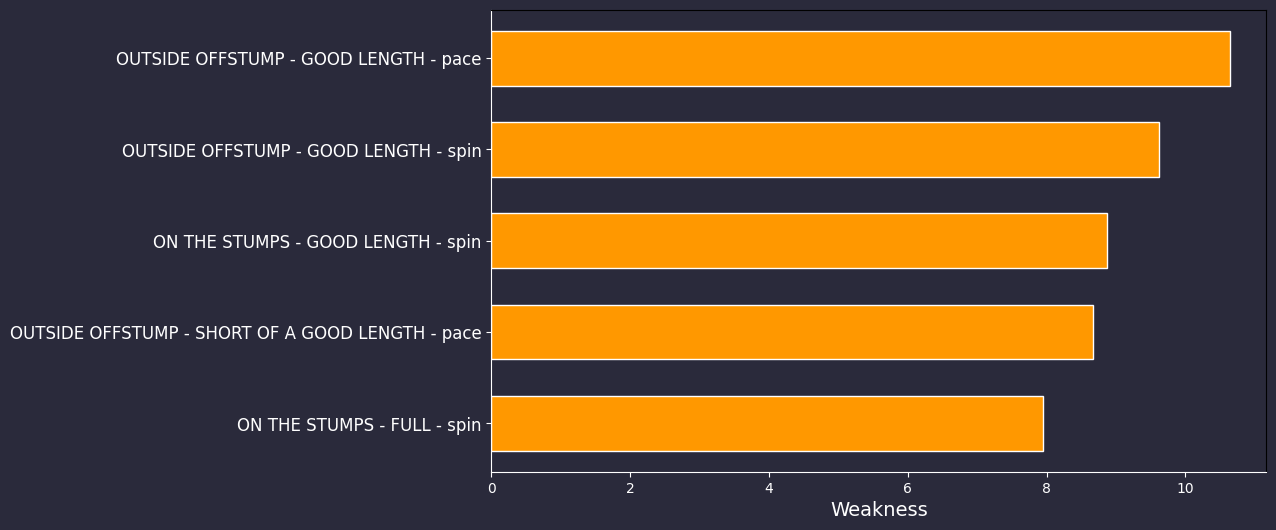 OUTSIDE OFFSTUMP - GOOD LENGTH - pace
OUTSIDE OFFSTUMP - GOOD LENGTH - spin
ON THE STUMPS - GOOD LENGTH - spin
OUTSIDE OFFSTUMP - SHORT OF A GOOD LENGTH - pace
ON THE STUMPS - FULL - spin
0 2 4 6 8 10
Weakness